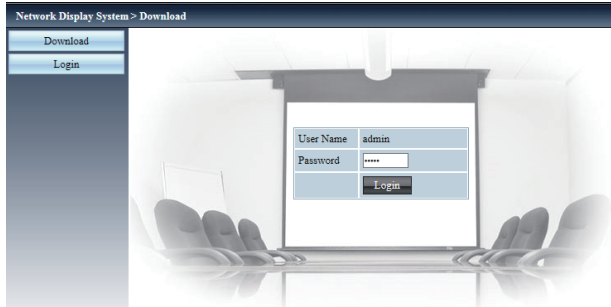 Network Display System > Download
Download
Login
User Name admin
Password •••••
Login